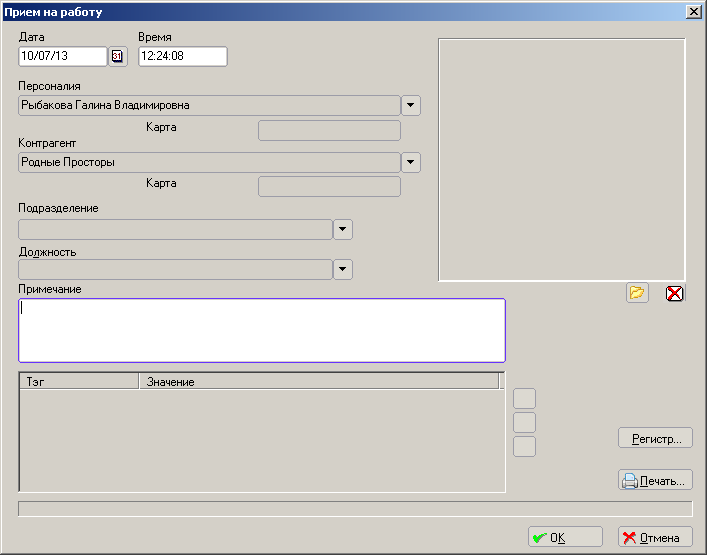 Прием на работу
Дата Время
10/07/13 31 12:24:08
Персоналия
Рыбакова Галина Владимировна
Карта
Контрагент
Родные Просторы
Карта
Подразделение
Должность
Примечание
Тэг Значение
Регистр...
Печать...
OK Отмена